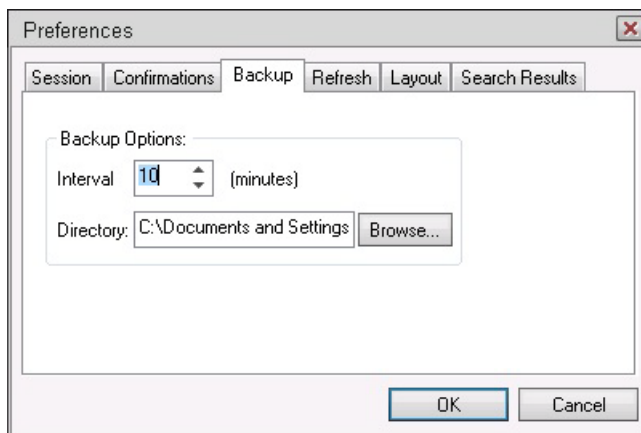 Preferences
Session Confirmations Backup Refresh Layout Search Results
Backup Options:
Interval 10 (minutes)
Directory: C:\Documents and Settings Browse...
OK Cancel